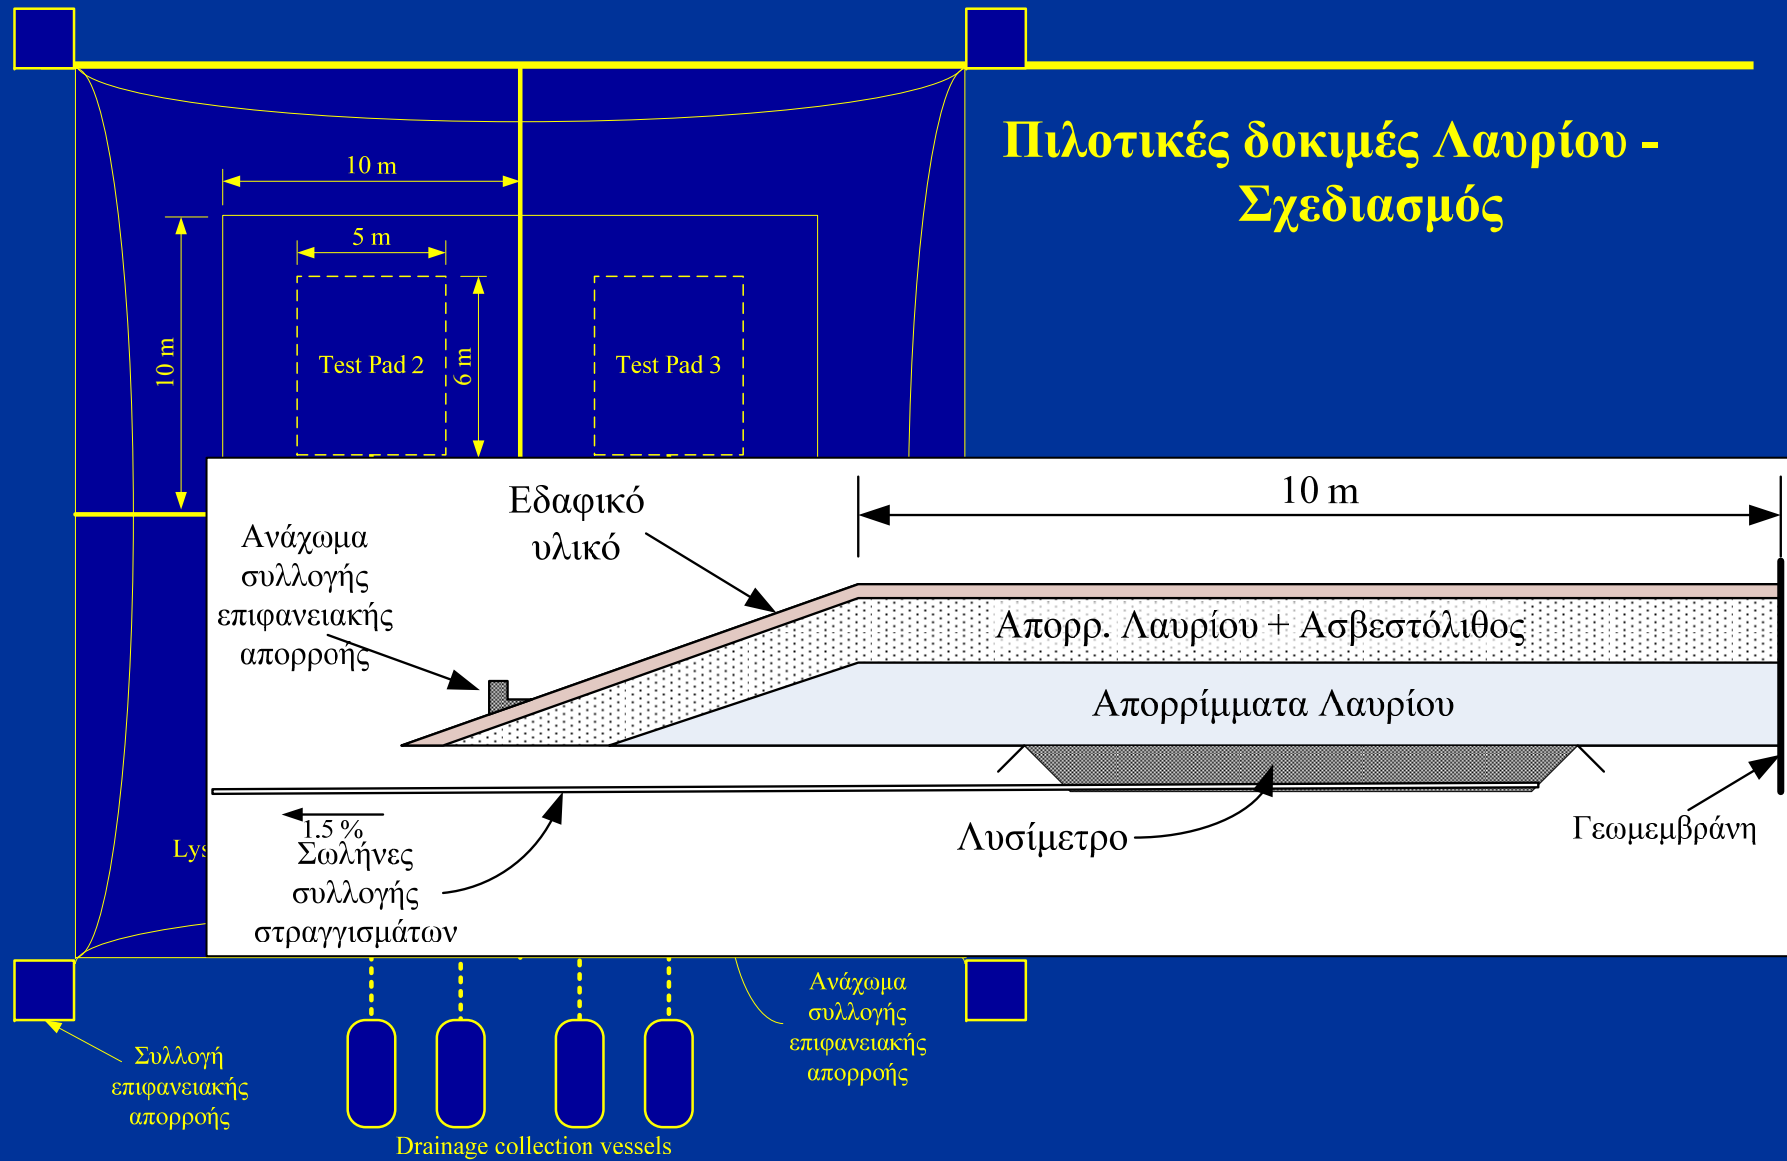 Πιλοτικές δοκιμές Λαυρίου -
Σχεδιασμός
10 m
5 m
10 m
Test Pad 2
6 m
Test Pad 3
Εδαφικό
υλικό
10 m
Ανάχωμα
συλλογής
επιφανειακής
απορροής
Απορρ. Λαυρίου + Ασβεστόλιθος
Απορρίμματα Λαυρίου
1.5 %
Σωλήνες
συλλογής
στραγγισμάτων
Λυσίμετρο
Γεωμεμβράνη
Lys
Ανάχωμα
συλλογής
επιφανειακής
απορροής
Συλλογή
επιφανειακής
απορροής
Drainage collection vessels